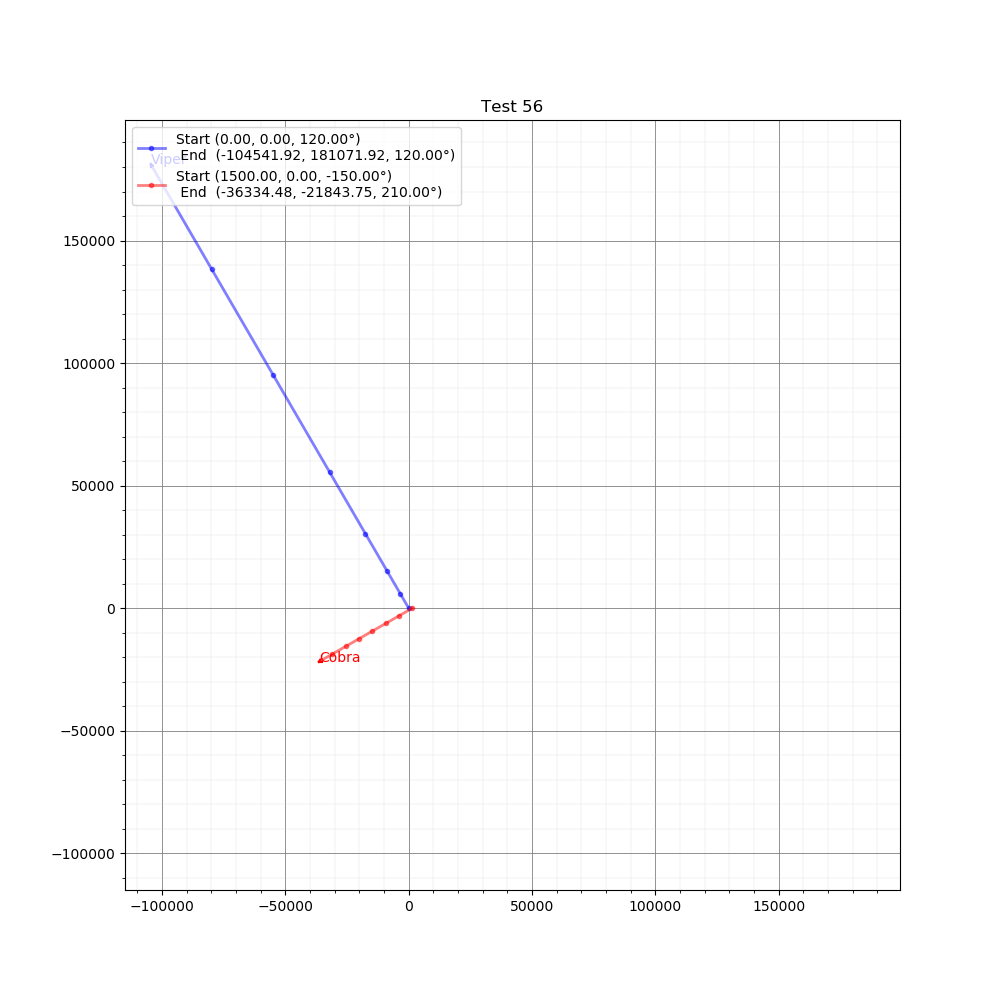 Test 56
Start (0.00, 0.00, 120.00°)
End (-104541.92, 181071.92, 120.00°)
Viper
Start (1500.00, 0.00, -150.00°)
End (-36334.48, -21843.75, 210.00°)
150000
100000
50000
0
Cobra
−50000
−100000
−100000 −50000 0 50000 100000 150000